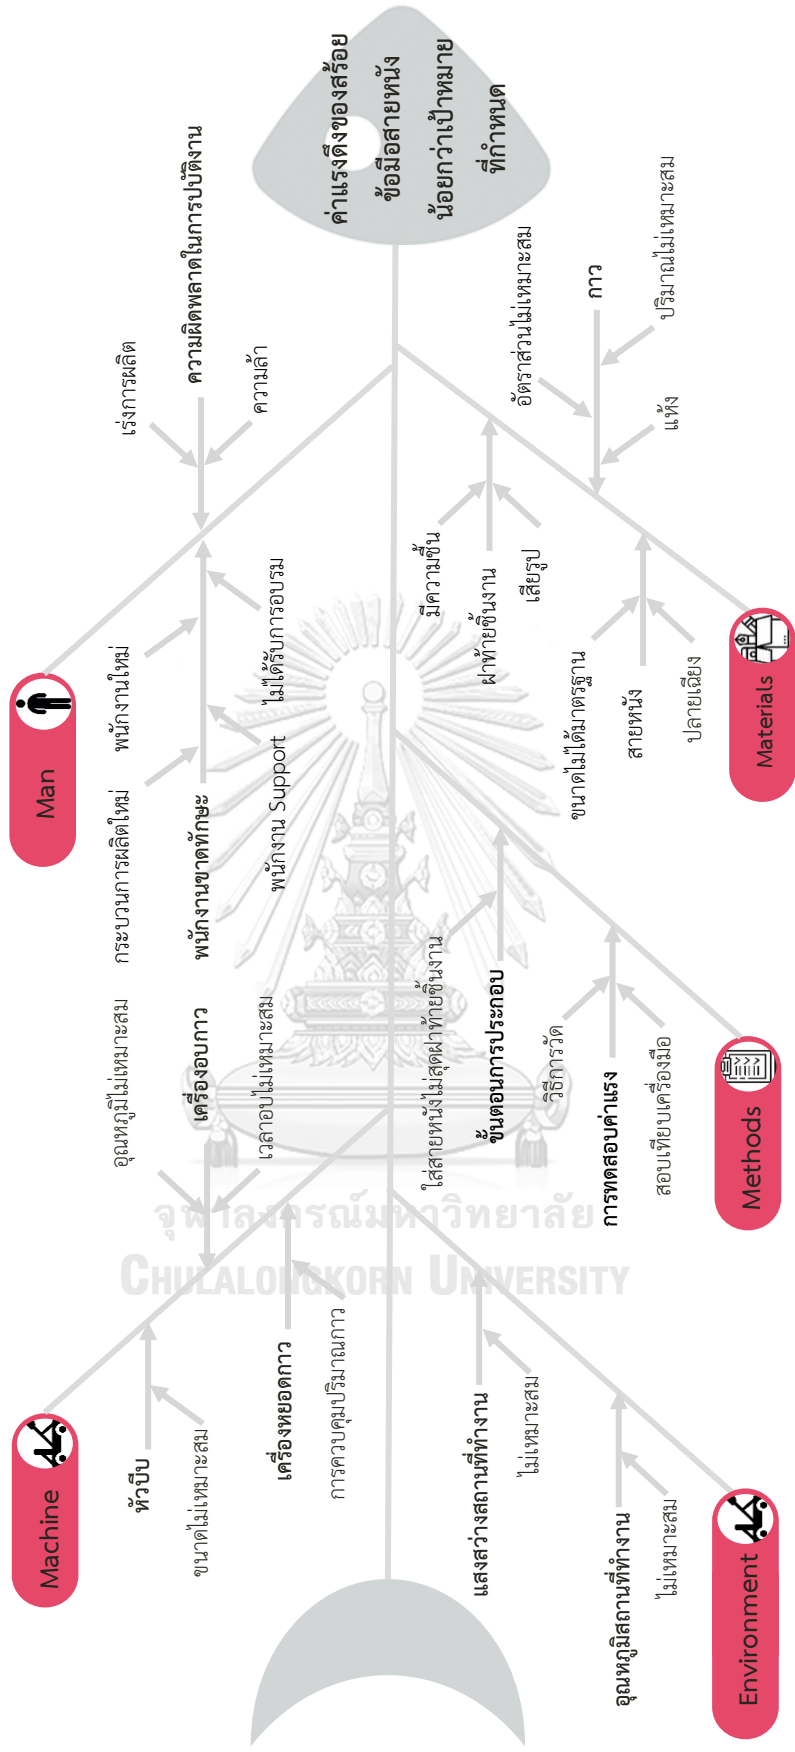 Machine
หัวบีบ
ขนาดไม่เหมาะสม
อุณหภูมิไม่เหมาะสม
เครื่องอบกาว
เวลาอบไม่เหมาะสม
เครื่องหยอดกาว
การควบคุมปริมาณกาว
Man
กระบวนการผลิตใหม่
พนักงานใหม่
พนักงานขาดทักษะ
พนักงาน Support
ไม่ได้รับการอบรม
เร่งการผลิต
ความผิดพลาดในการปบัติงาน
ความล้า
ค่าแรงดึงของสร้อย
ข้อมือสายหนัง
น้อยกว่าเป้าหมาย
ที่กำหนด
Environment
แสงสว่างสถานที่ทำงาน
ไม่เหมาะสม
อุณหภูมิสถานที่ทำงาน
ไม่เหมาะสม
Methods
ใส่สายหนังไม่สุดฝาท้ายชิ้นงาน
ขั้นตอนการประกอบ
วิธีการวัด
การทดสอบค่าแรง
สอบเทียบเครื่องมือ
Materials
มีความชื้น
ฝาท้ายชิ้นงาน
เสียรูป
ขนาดไม่ได้มาตรฐาน
สายหนัง
ปลายเฉียง
อัตราส่วนไม่เหมาะสม
กาว
แห้ง
ปริมาณไม่เหมาะสม
จุฬาลงกรณ์มหาวิทยาลัย
CHULALONGKORN UNIVERSITY